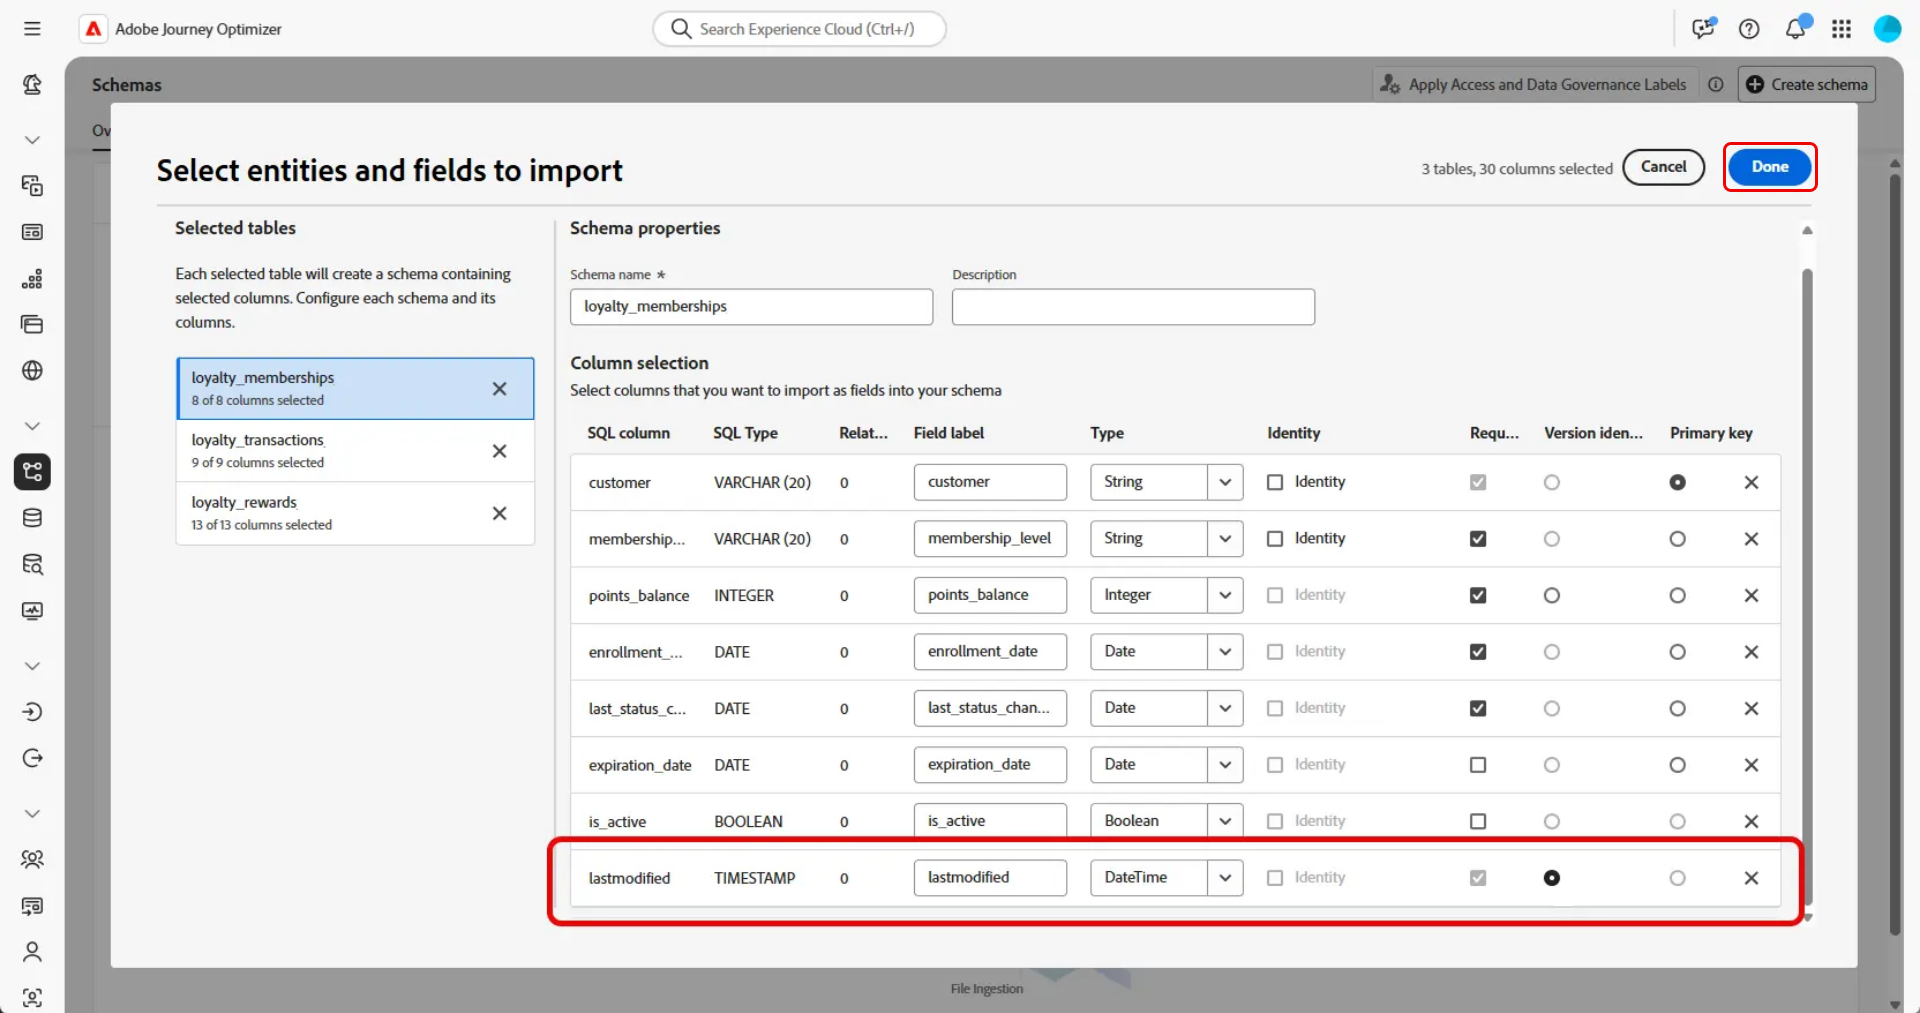 Adobe Journey Optimizer
Search Experience Cloud (Ctrl+/)
Schemas
Apply Access and Data Governance Labels
Create schema
Ov
Select entities and fields to import
3 tables, 30 columns selected
Cancel
Done
Selected tables
Each selected table will create a schema containing
selected columns. Configure each schema and its
columns.
loyalty_memberships
8 of 8 columns selected
loyalty_transactions
9 of 9 columns selected
loyalty_rewards
13 of 13 columns selected
Schema properties
Schema name *
Description
loyalty_memberships
Column selection
Select columns that you want to import as fields into your schema
SQL column SQL Type Relat... Field label Type Identity Requ... Version iden... Primary key
customer VARCHAR (20) 0 customer String Identity
membership... VARCHAR (20) 0 membership_level String Identity
points_balance INTEGER 0 points_balance Integer Identity
enrollment_... DATE 0 enrollment_date Date Identity
last_status_c... DATE 0 last_status_chan... Date Identity
expiration_date DATE 0 expiration_date Date Identity
is_active BOOLEAN 0 is_active Boolean Identity
lastmodified TIMESTAMP 0 lastmodified DateTime Identity
File Ingestion